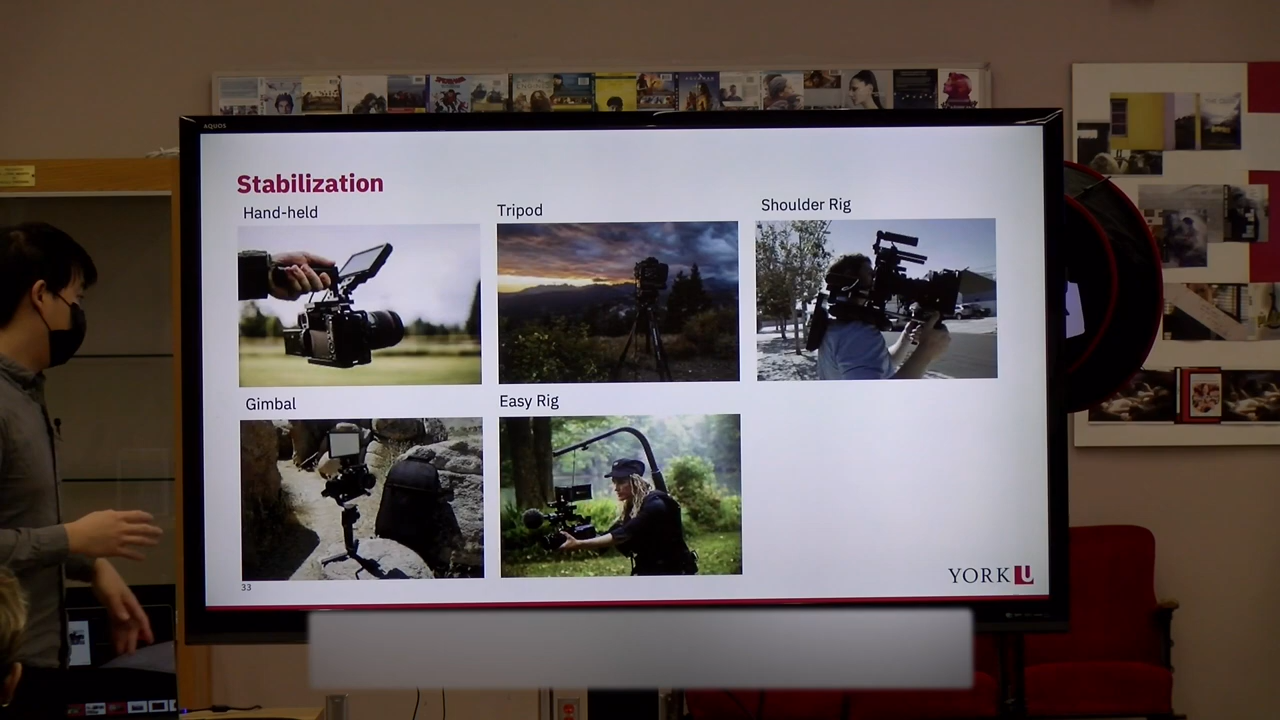 AQUOS
Stabilization
Hand-held
Tripod
Shoulder Rig
Gimbal
Easy Rig
33
YORK U